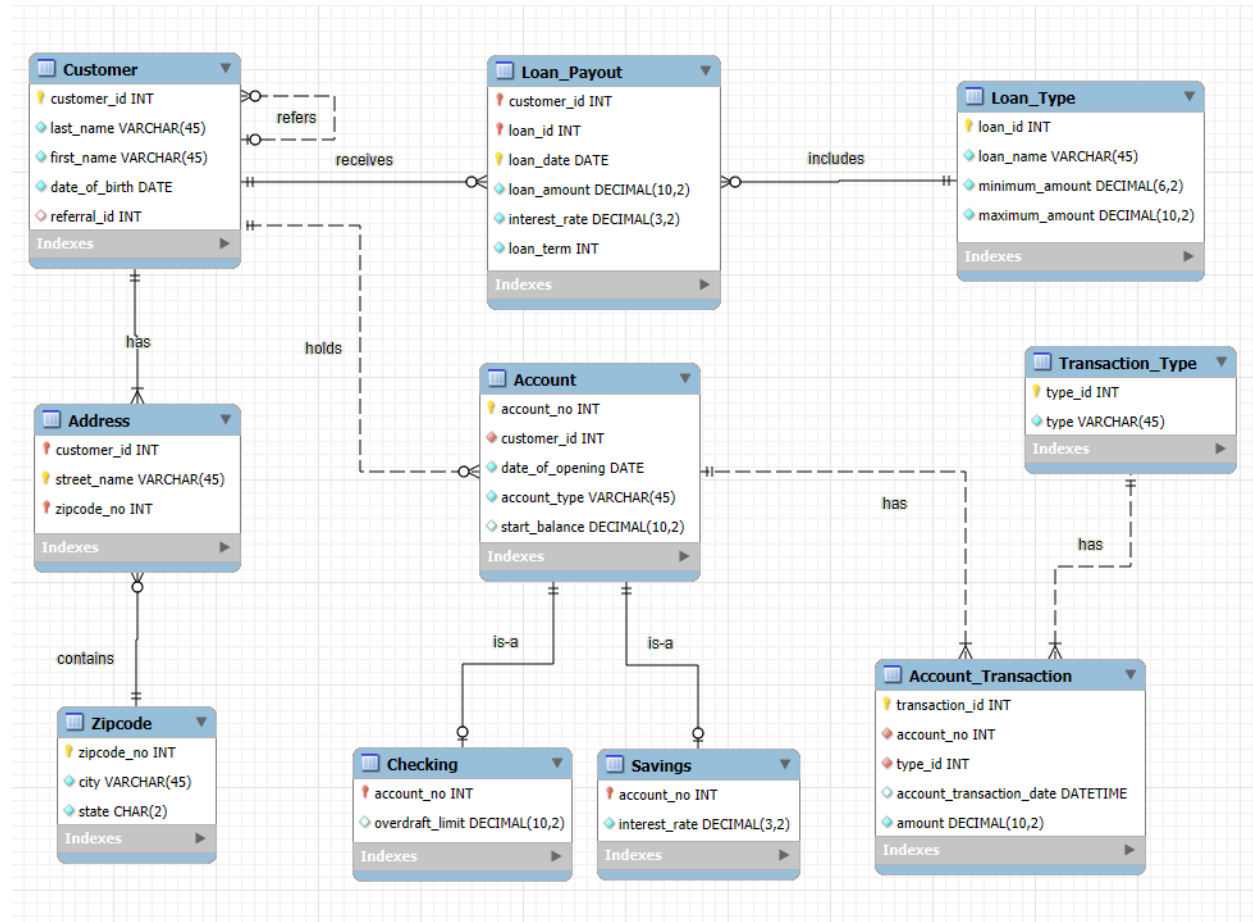 Customer
customer_id INT
last_name VARCHAR(45)
first_name VARCHAR(45)
date_of_birth DATE
referral_id INT
Indexes
refers
receives
Loan_Payout
customer_id INT
loan_id INT
loan_date DATE
loan_amount DECIMAL(10,2)
interest_rate DECIMAL(3,2)
loan_term INT
Indexes
includes
Loan_Type
loan_id INT
loan_name VARCHAR(45)
minimum_amount DECIMAL(6,2)
maximum_amount DECIMAL(10,2)
Indexes
has
holds
Address
customer_id INT
street_name VARCHAR(45)
zipcode_no INT
Indexes
Account
account_no INT
customer_id INT
date_of_opening DATE
account_type VARCHAR(45)
start_balance DECIMAL(10,2)
Indexes
Transaction_Type
type_id INT
type VARCHAR(45)
Indexes
has
has
contains
is-a
is-a
Zipcode
zipcode_no INT
city VARCHAR(45)
state CHAR(2)
Indexes
Checking
account_no INT
overdraft_limit DECIMAL(10,2)
Indexes
Savings
account_no INT
interest_rate DECIMAL(3,2)
Indexes
Account_Transaction
transaction_id INT
account_no INT
type_id INT
account_transaction_date DATETIME
amount DECIMAL(10,2)
Indexes